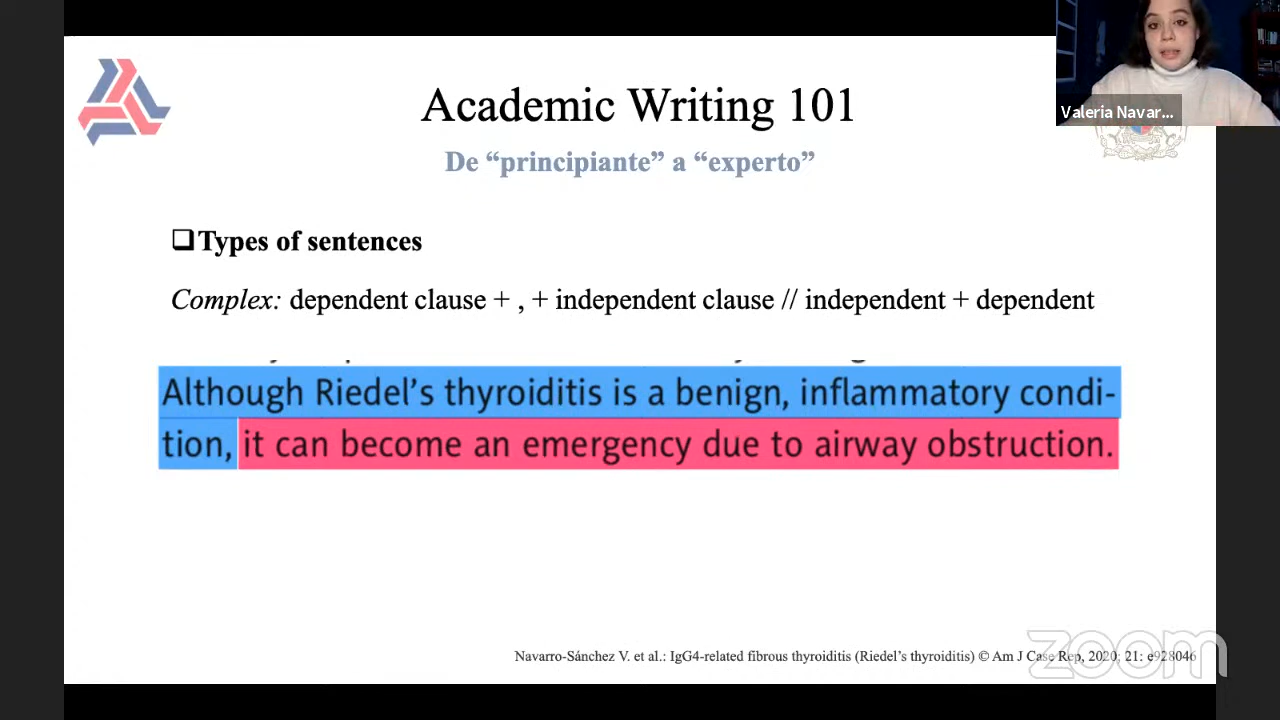 Valeria Navar...
Academic Writing 101
De “principiante” a “experto”
❑Types of sentences
Complex: dependent clause + , + independent clause // independent + dependent
Although Riedel’s thyroiditis is a benign, inflammatory condi-
tion, it can become an emergency due to airway obstruction.
Navarro-Sánchez V. et al.: IgG4-related fibrous thyroiditis (Riedel’s thyroiditis) © Am J Case Rep, 2020; 21: e928046
zoom